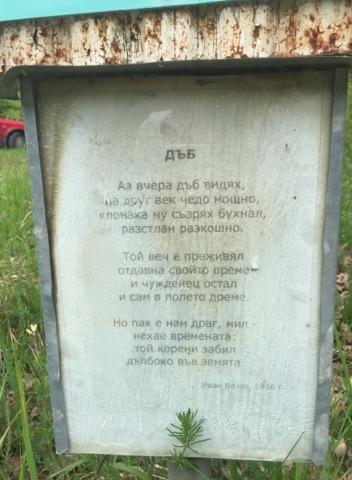 ДЪБ
Аз вчера дъб видях,
на друг век чедо мощно,
клонака му съзрях бухнал,
разстлан разкошно.
Той веч е преживял
отдавна свойто време
и чужденец остал
и сам в полето дреме.
Но пак е нам драг, мил -
нехае времената:
той корени забил
дълбоко във земята.
Иван Вазов, 1916 г.